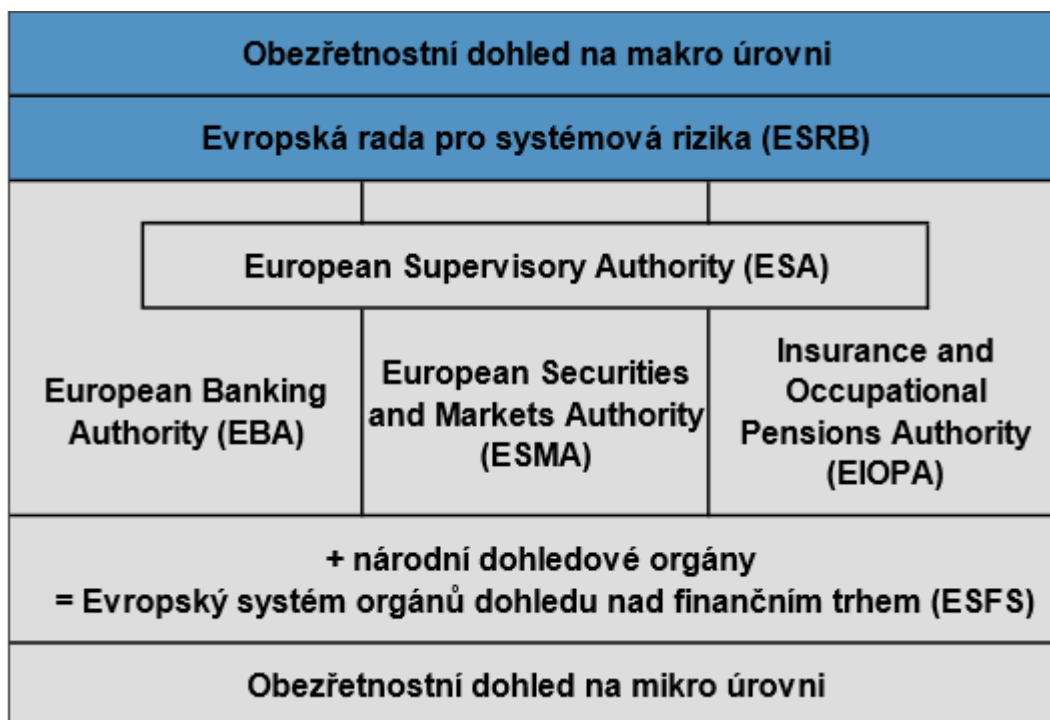 Obezřetnostní dohled na makro úrovni
Evropská rada pro systémová rizika (ESRB)
European Supervisory Authority (ESA)
European Banking
Authority (EBA)
European Securities
and Markets Authority
(ESMA)
Insurance and
Occupational
Pensions Authority
(EIOPA)
+ národní dohledové orgány
= Evropský systém orgánů dohledu nad finančním trhem (ESFS)
Obezřetnostní dohled na mikro úrovni